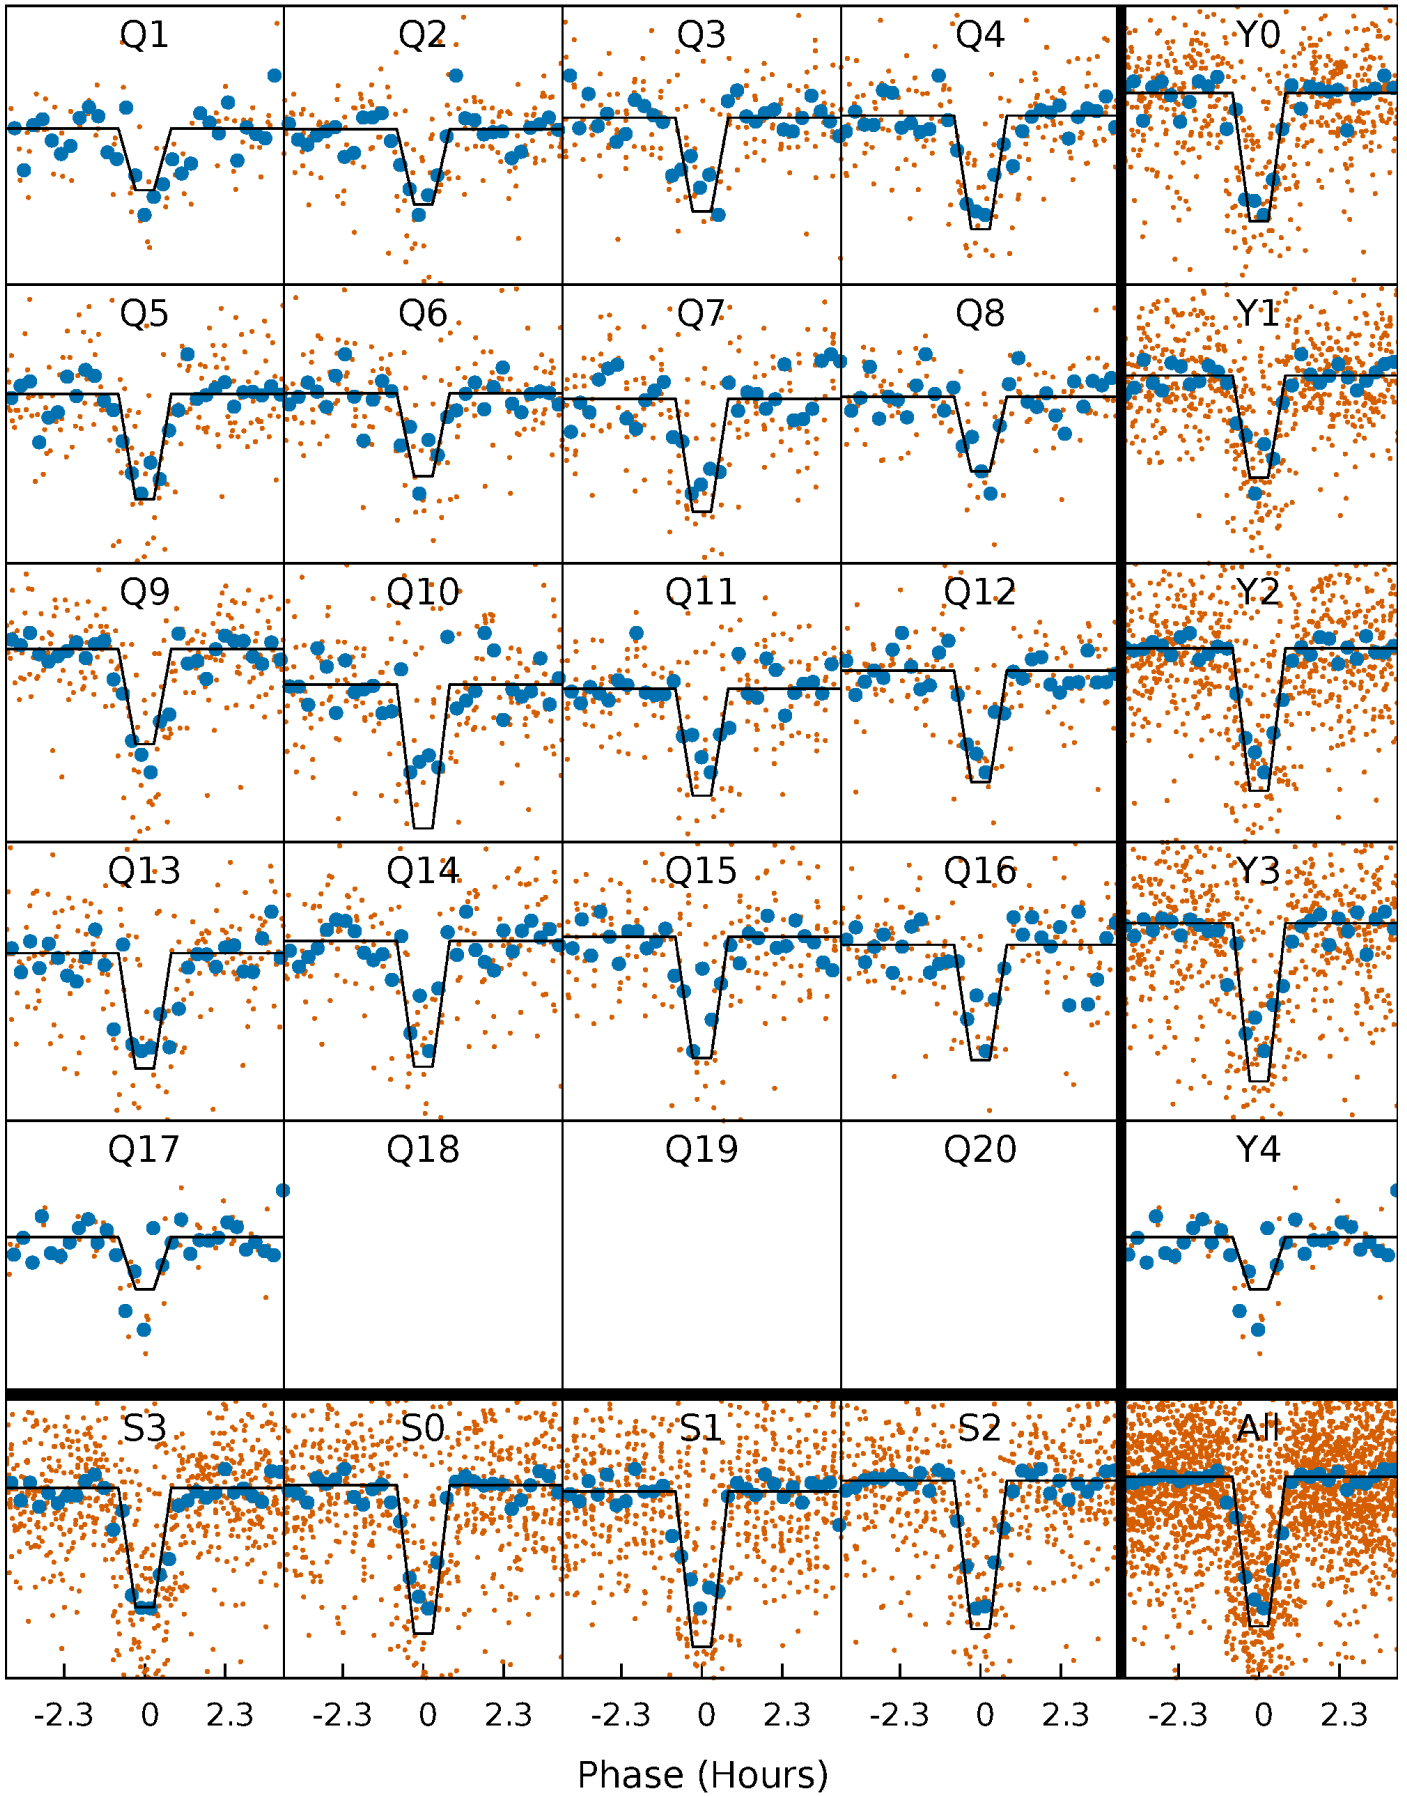 Q1 Q2 Q3 Q4 Y0
Q5 Q6 Q7 Q8 Y1
Q9 Q10 Q11 Q12 Y2
Q13 Q14 Q15 Q16 Y3
Q17 Q18 Q19 Q20 Y4
S3 S0 S1 S2 All
-2.3 0 2.3 -2.3 0 2.3 -2.3 0 2.3 -2.3 0 2.3 -2.3 0 2.3
Phase (Hours)